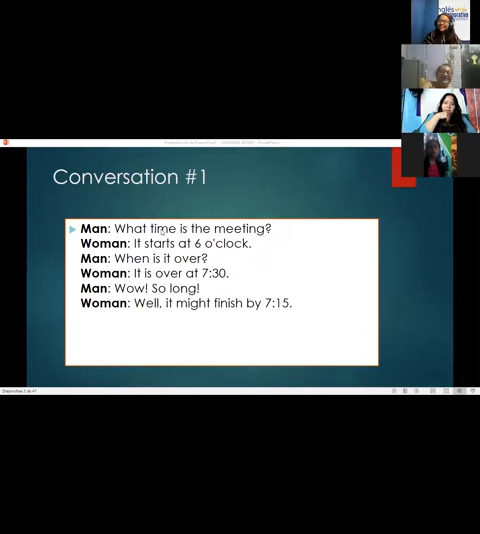 Inglés
Corporativo
Conversation #1
Man: What time is the meeting?
Woman: It starts at 6 o'clock.
Man: When is it over?
Woman: It is over at 7:30.
Man: Wow! So long!
Woman: Well, it might finish by 7:15.